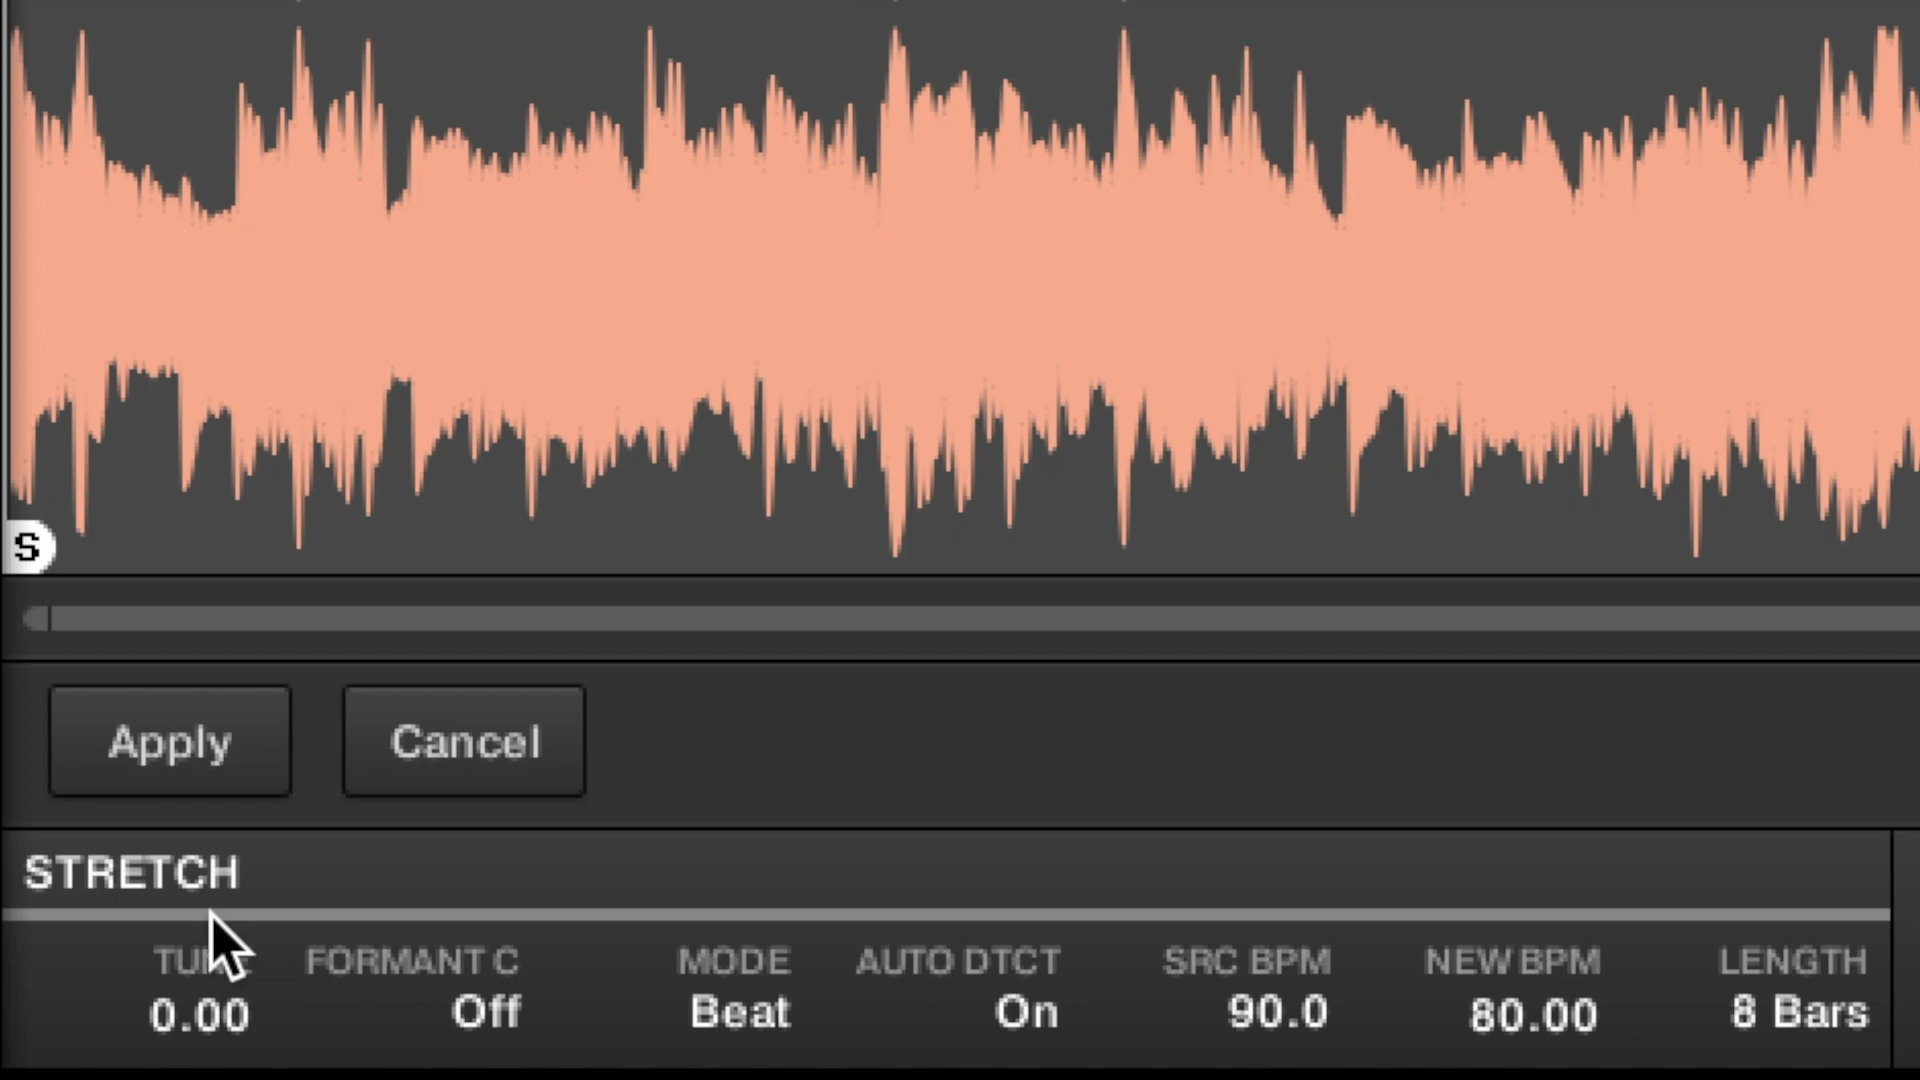 S
Apply Cancel
STRETCH
FORMANT C MODE AUTO DTCT SRC BPM NEW BPM LENGTH
0.00 Off Beat On 90.0 80.00 8 Bars